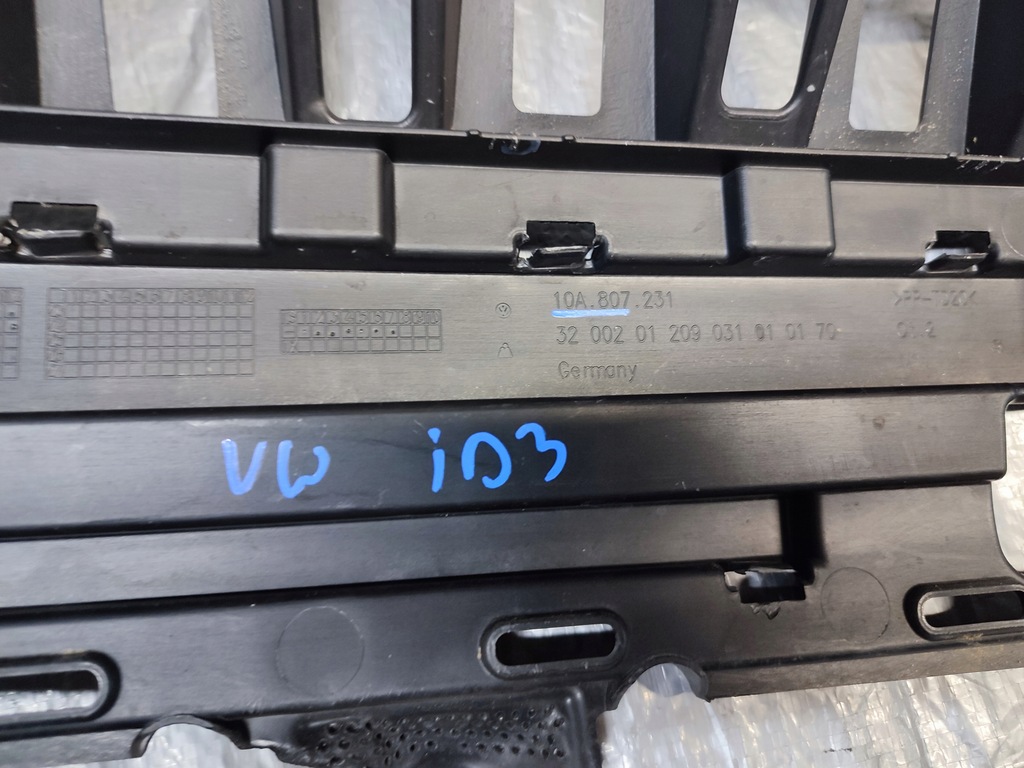 10A.807.231
32 002 01 209 031 01 01 70
Germany
VW iD3